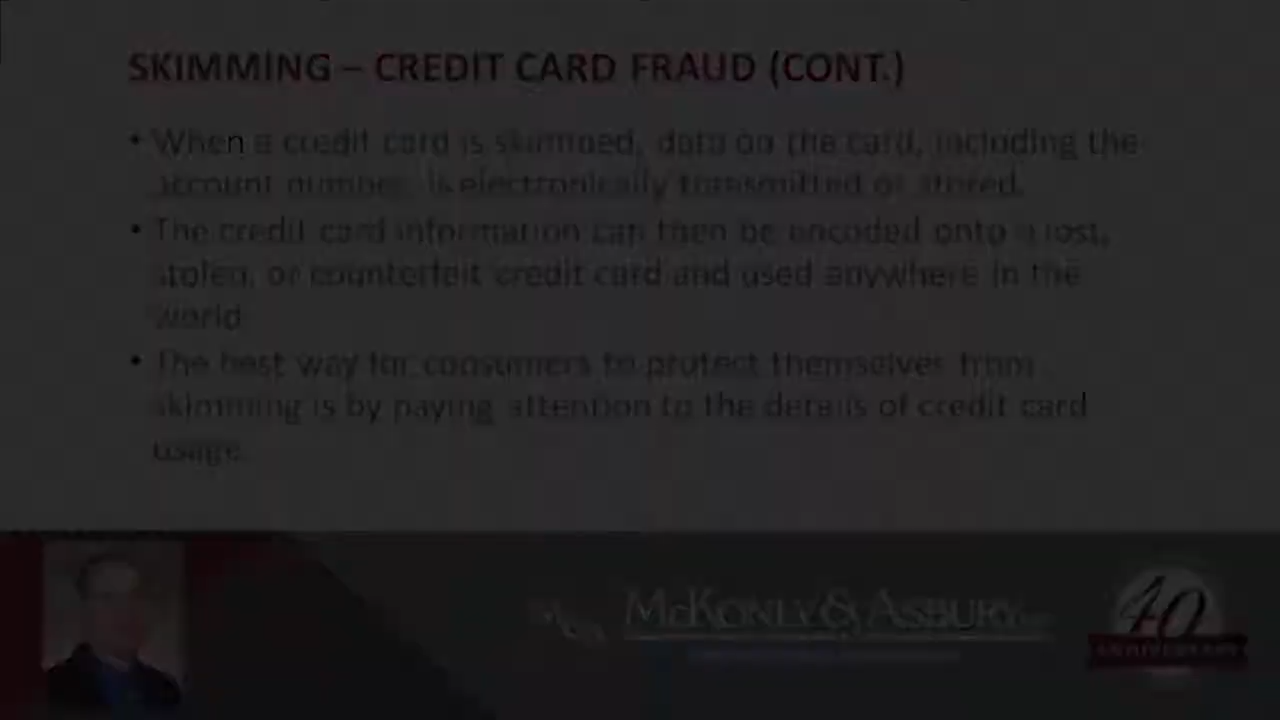 SKIMMING – CREDIT CARD FRAUD (CONT.)
• When a credit card is skimmed, data on the card, including the
account number, is electronically transmitted or stored.
• The credit card information can then be encoded onto a lost,
stolen, or counterfeit credit card and used anywhere in the
world.
• The best way for consumers to protect themselves from
skimming is by paying attention to the details of credit card
usage.
MCKONLY & ASBURY
40
ANNIVERSARY